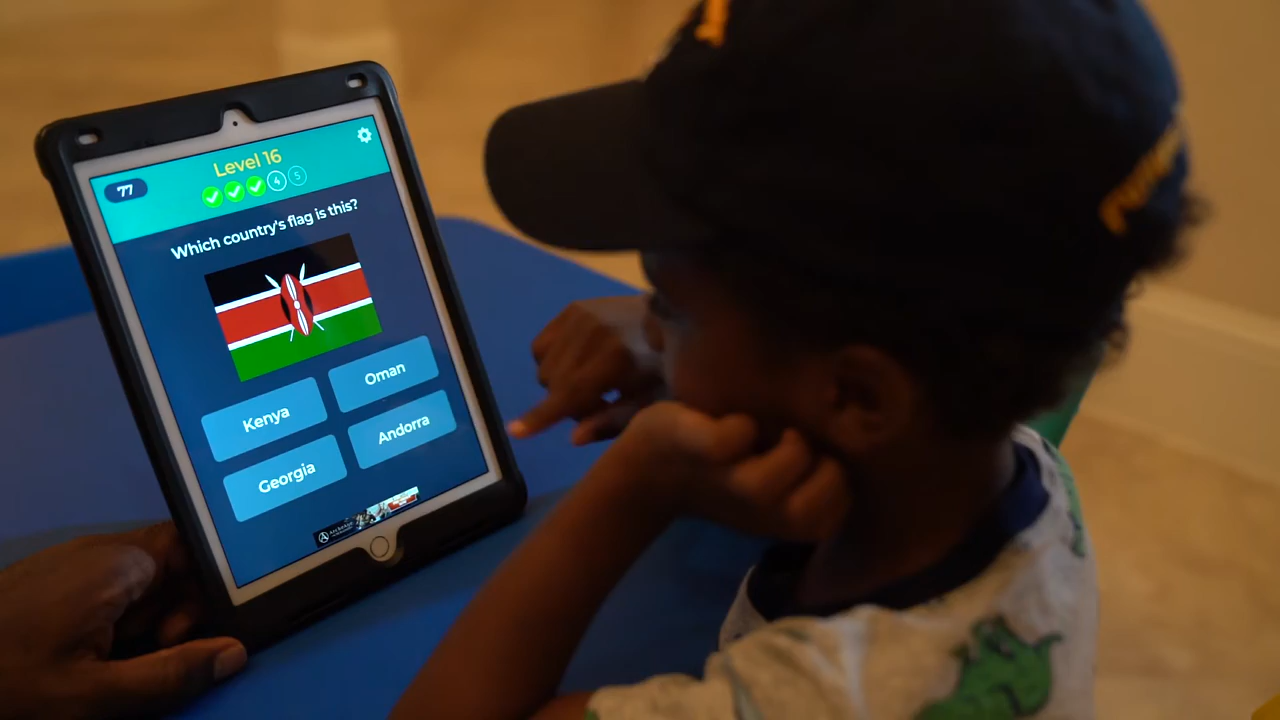 77
Level 16
4
5
Which country's flag is this?
Kenya
Oman
Georgia
Andorra